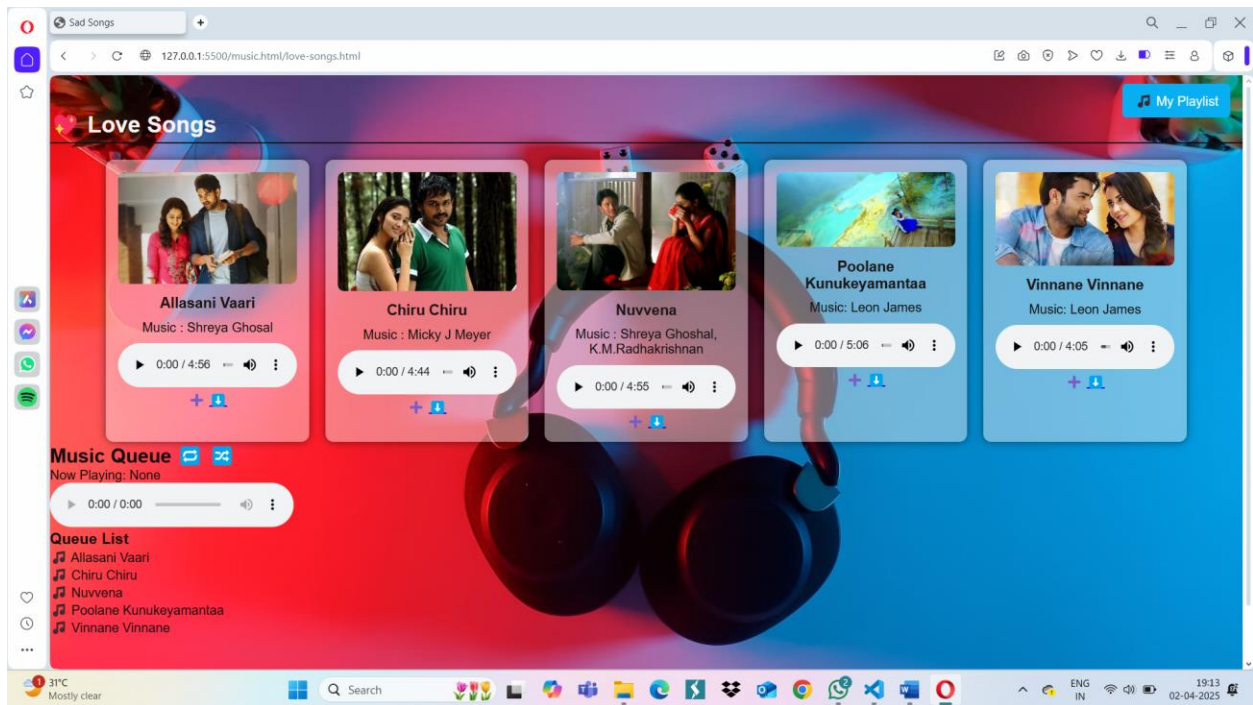 Sad Songs
127.0.0.1:5500/music.html/love-songs.html
My Playlist
Love Songs
Allasani Vaari
Music : Shreya Ghosal
0:00 / 4:56
Chiru Chiru
Music : Micky J Meyer
0:00 / 4:44
Nuvvena
Music : Shreya Ghoshal,
K.M.Radhakrishnan
0:00 / 4:55
Poolane
Kunukeyamantaa
Music: Leon James
0:00 / 5:06
Vinnane Vinnane
Music: Leon James
0:00 / 4:05
Music Queue
Now Playing: None
0:00 / 0:00
Queue List
Allasani Vaari
Chiru Chiru
Nuvvena
Poolane Kunukeyamantaa
Vinnane Vinnane
1
31°C
Mostly clear
Search
2
ENG
IN
19:13
02-04-2025